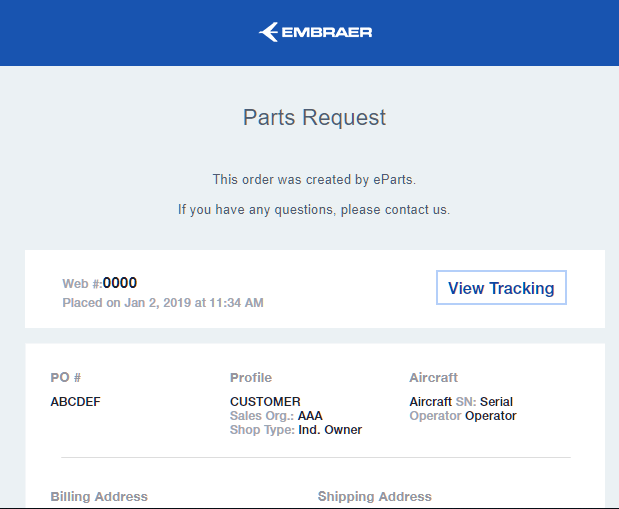 EMBRAER
Parts Request
This order was created by eParts.
If you have any questions, please contact us.
Web #:0000
Placed on Jan 2, 2019 at 11:34 AM
View Tracking
PO #
ABCDEF
Profile
CUSTOMER
Sales Org.: AAA
Shop Type: Ind. Owner
Aircraft
Aircraft SN: Serial
Operator Operator
Billing Address
Shipping Address